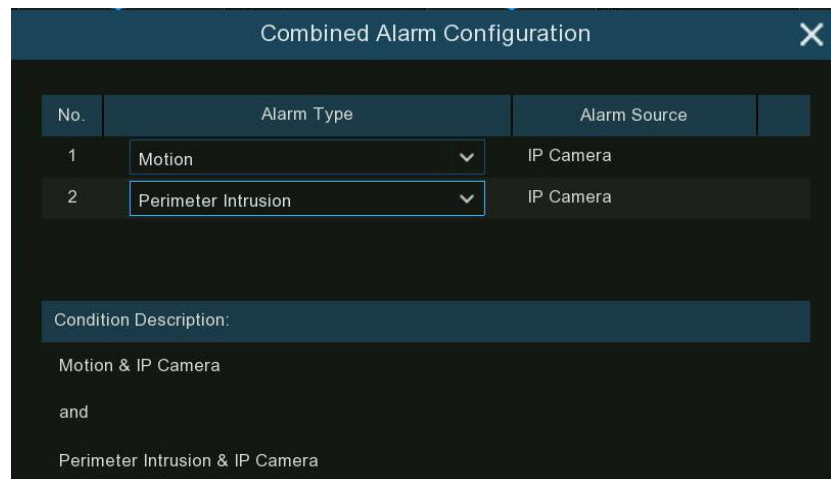 Combined Alarm Configuration
No. Alarm Type Alarm Source
1 Motion IP Camera
2 Perimeter Intrusion IP Camera
Condition Description:
Motion & IP Camera
and
Perimeter Intrusion & IP Camera